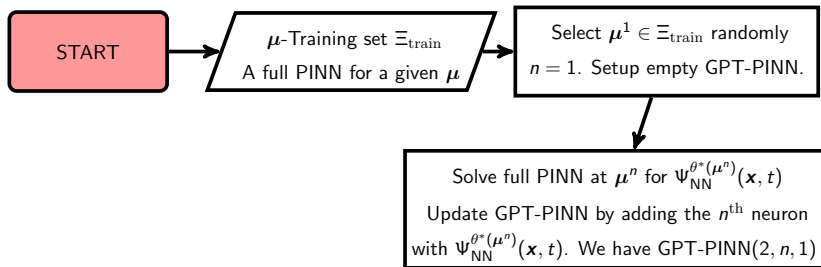 START
μ-Training set Ξ_train
A full PINN for a given μ
Select μ^1 ∈ Ξ_train randomly
n = 1. Setup empty GPT-PINN.
Solve full PINN at μ^n for Ψ_NN^{θ*(μ^n)}(x, t)
Update GPT-PINN by adding the n^th neuron
with Ψ_NN^{θ*(μ^n)}(x, t). We have GPT-PINN(2, n, 1)